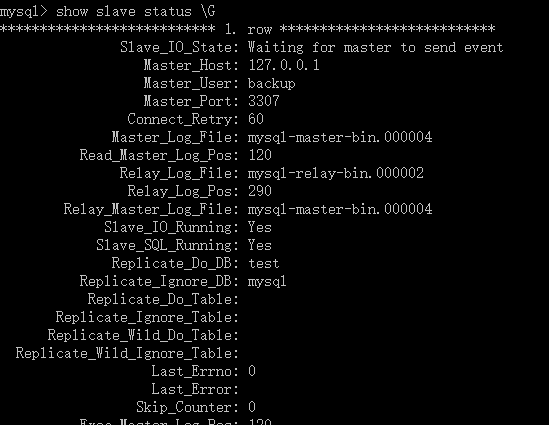 mysql> show slave status \G
*************************** 1. row ***************************
Slave_IO_State: Waiting for master to send event
Master_Host: 127.0.0.1
Master_User: backup
Master_Port: 3307
Connect_Retry: 60
Master_Log_File: mysql-master-bin.000004
Read_Master_Log_Pos: 120
Relay_Log_File: mysql-relay-bin.000002
Relay_Log_Pos: 290
Relay_Master_Log_File: mysql-master-bin.000004
Slave_IO_Running: Yes
Slave_SQL_Running: Yes
Replicate_Do_DB: test
Replicate_Ignore_DB: mysql
Replicate_Do_Table:
Replicate_Ignore_Table:
Replicate_Wild_Do_Table:
Replicate_Wild_Ignore_Table:
Last_Errno: 0
Last_Error:
Skip_Counter: 0
Exec_Master_Log_Pos: 120